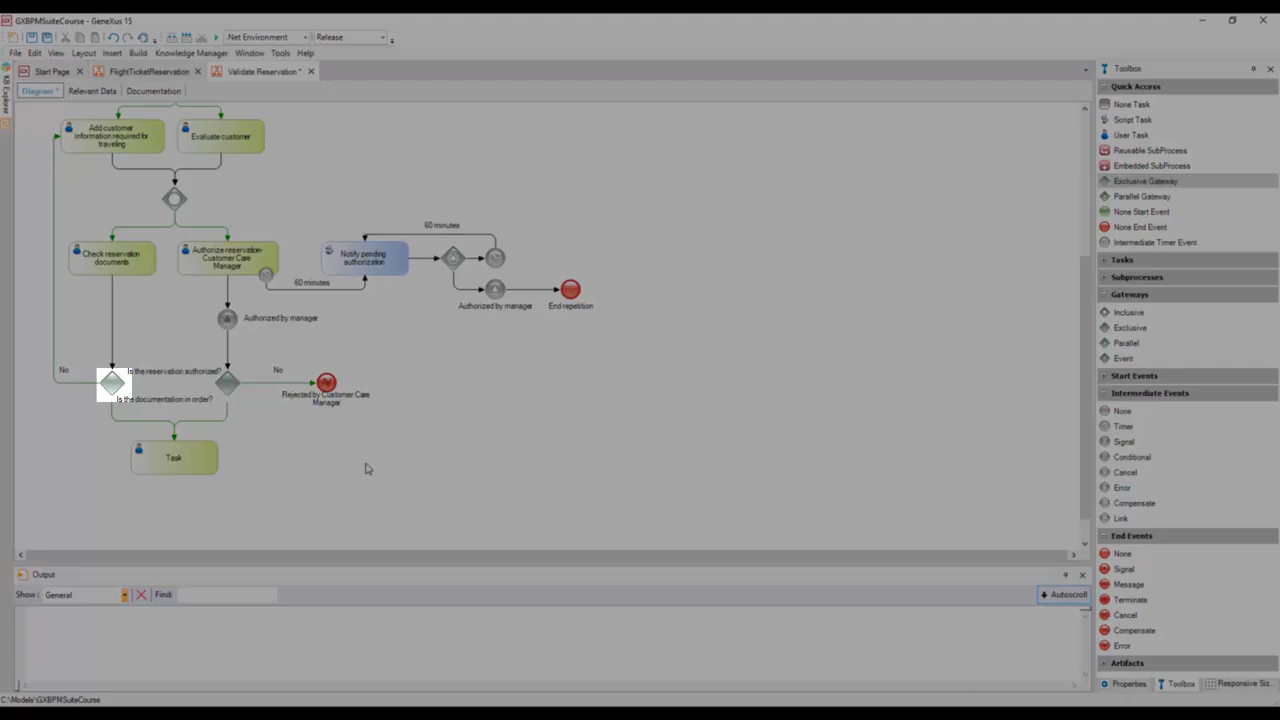 GXBPMSuiteCourse - GeneXus 15
.Net Environment
Release
File Edit View Layout Insert Build Knowledge Manager Window Tools Help
Start Page
FlightTicketReservation
Validate Reservation *
Diagram *
Relevant Data
Documentation
KB Explorer
Add customer
information required for
traveling
Evaluate customer
Check reservation
documents
Authorize reservation-
Customer Care
Manager
60 minutes
Notify pending
authorization
60 minutes
Authorized by manager
End repetition
Authorized by manager
No
Is the reservation authorized?
No
Is the documentation in order?
Rejected by Customer Care
Manager
Task
Output
Show: General
Find:
Autoscroll
C:\Models\GXBPMSuiteCourse
Toolbox
Quick Access
None Task
Script Task
User Task
Reusable SubProcess
Embedded SubProcess
Exclusive Gateway
Parallel Gateway
None Start Event
None End Event
Intermediate Timer Event
Tasks
Subprocesses
Gateways
Inclusive
Exclusive
Parallel
Event
Start Events
Intermediate Events
None
Timer
Signal
Conditional
Cancel
Error
Compensate
Link
End Events
None
Signal
Message
Terminate
Cancel
Compensate
Error
Artifacts
Properties
Toolbox
Responsive Siz...